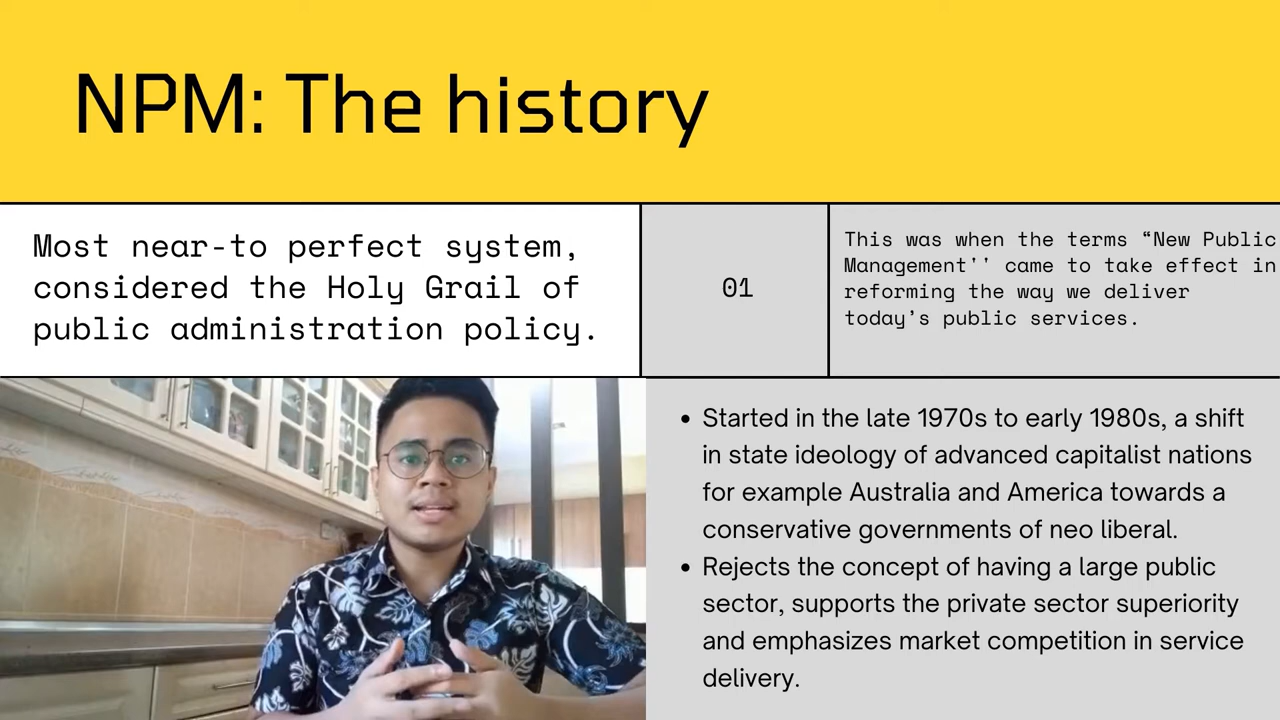 NPM: The history
Most near-to perfect system,
considered the Holy Grail of
public administration policy.
01
This was when the terms “New Public
Management'' came to take effect in
reforming the way we deliver
today's public services.
• Started in the late 1970s to early 1980s, a shift
in state ideology of advanced capitalist nations
for example Australia and America towards a
conservative governments of neo liberal.
• Rejects the concept of having a large public
sector, supports the private sector superiority
and emphasizes market competition in service
delivery.